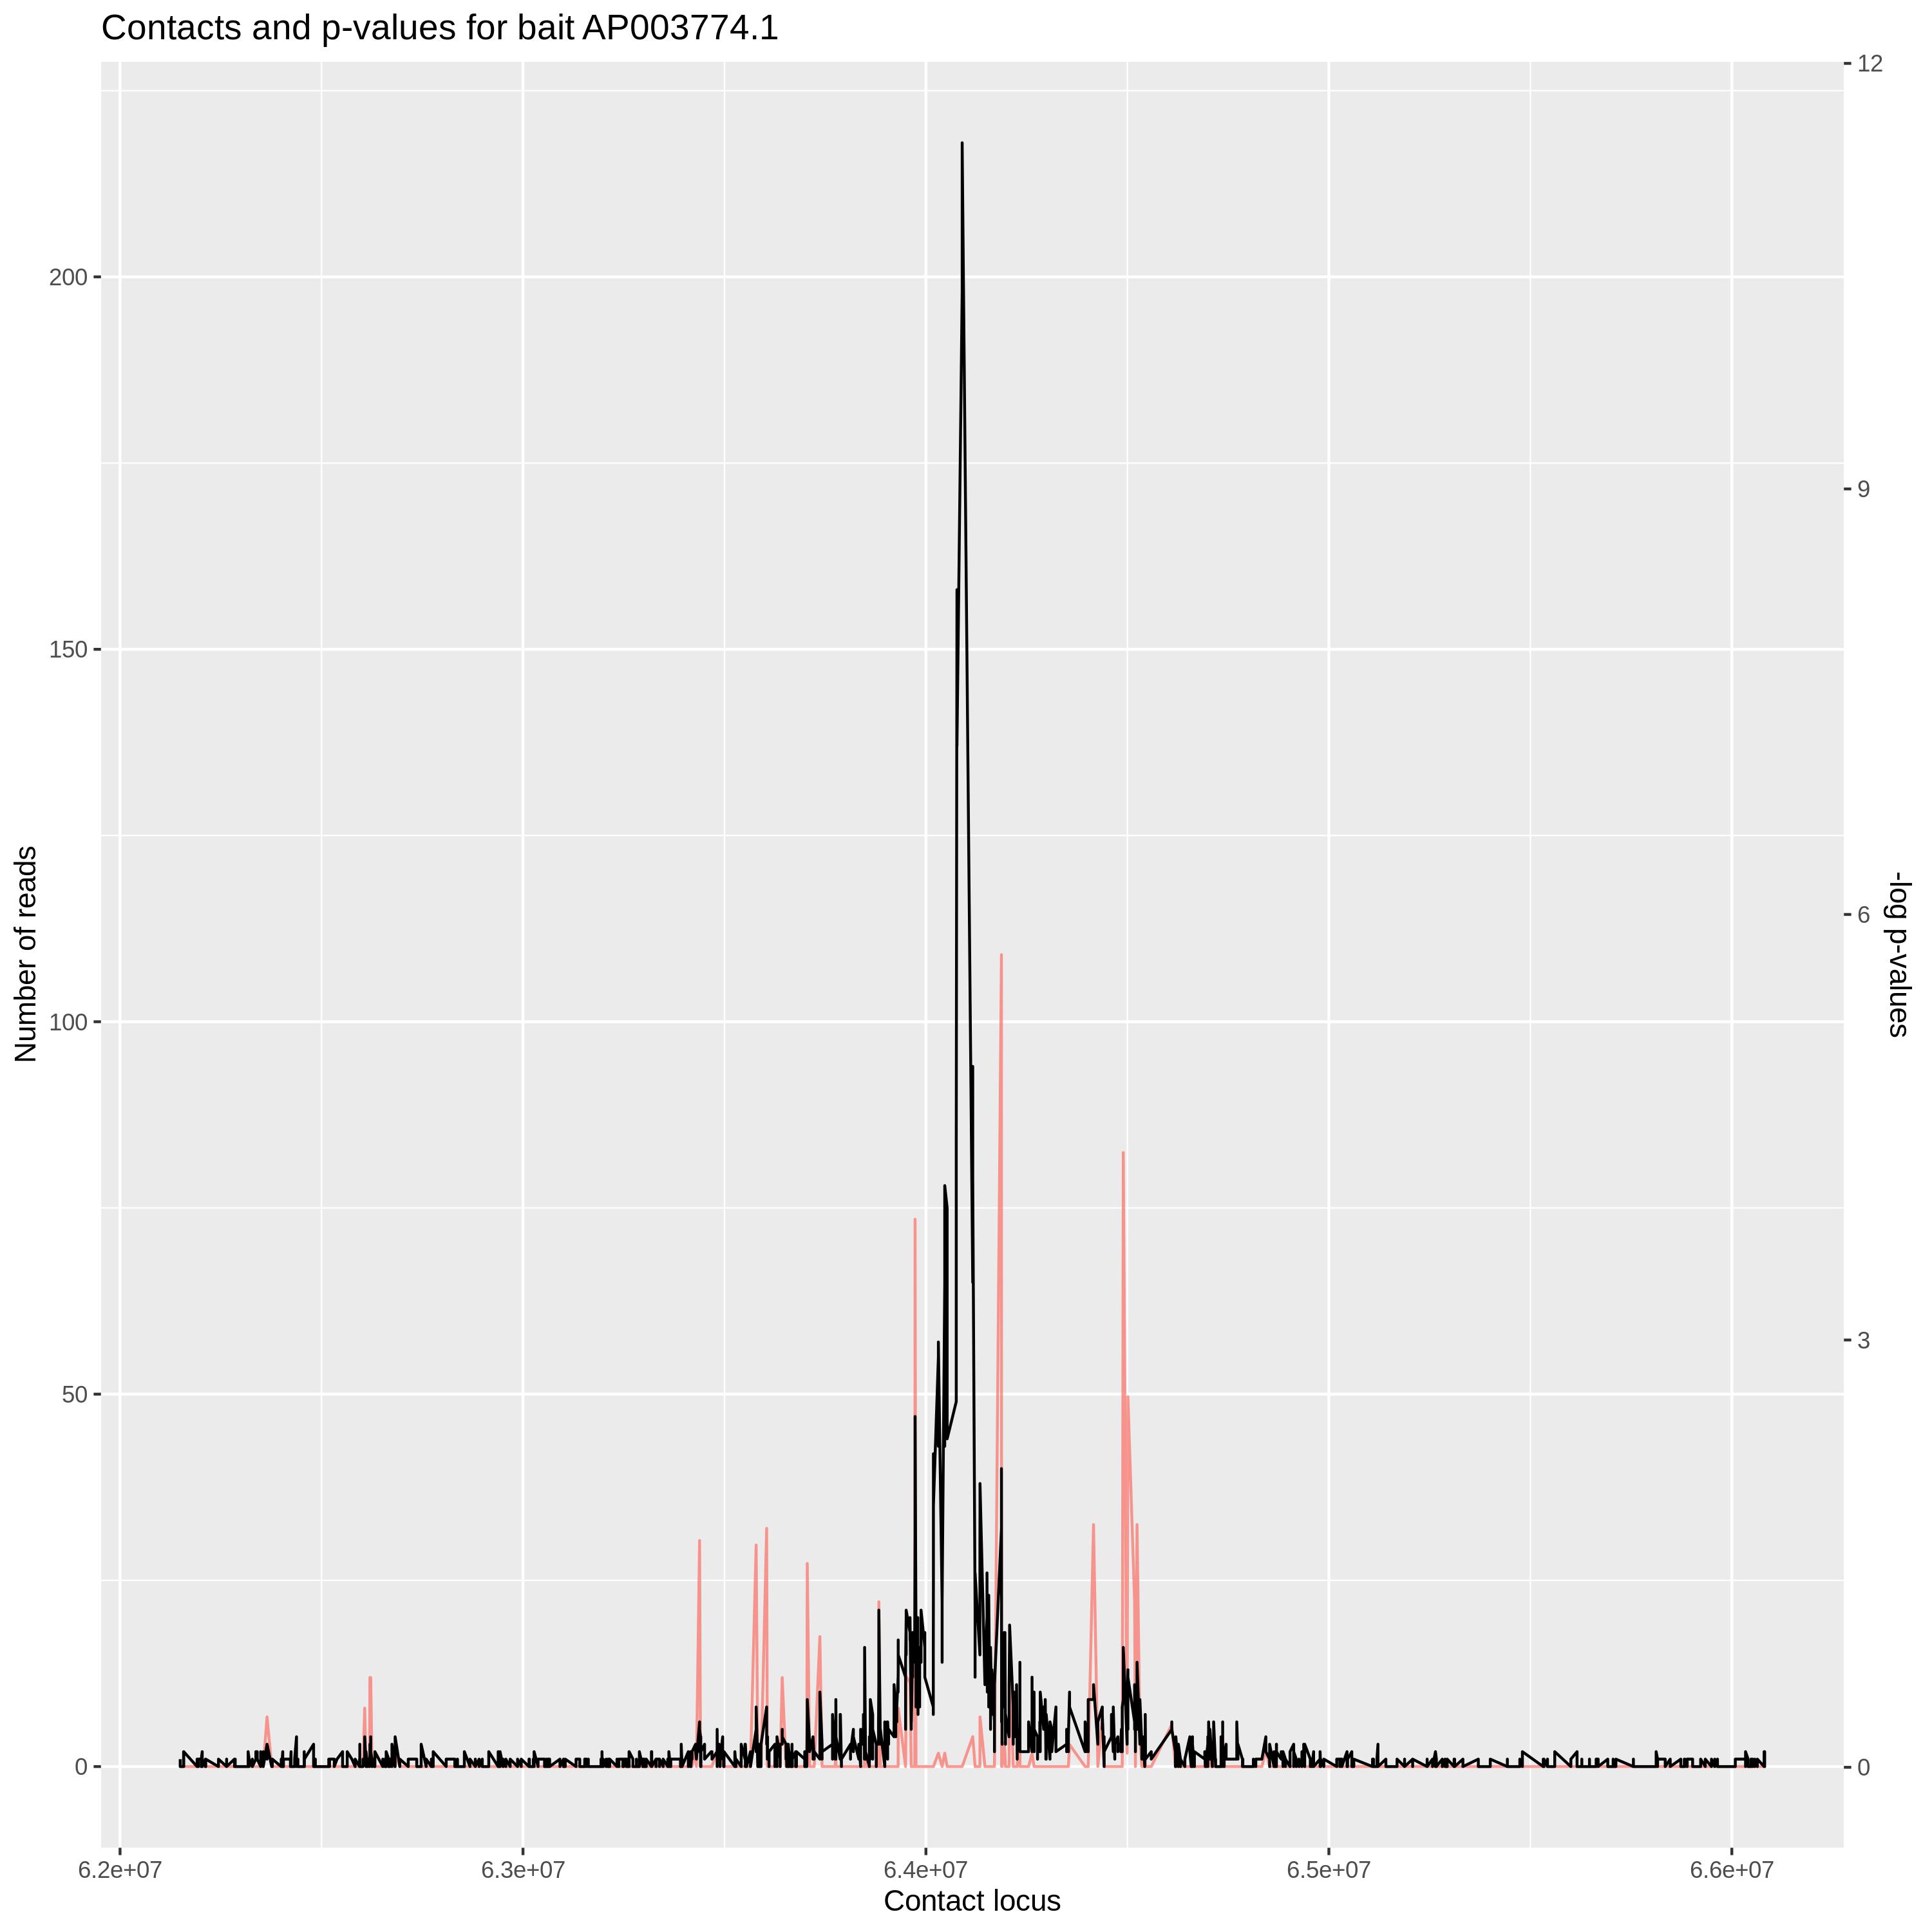 Contacts and p-values for bait AP003774.1
12
9
6
3
0
-log p-values
200
150
100
50
0
Number of reads
6.2e+07 6.3e+07 6.4e+07 6.5e+07 6.6e+07
Contact locus